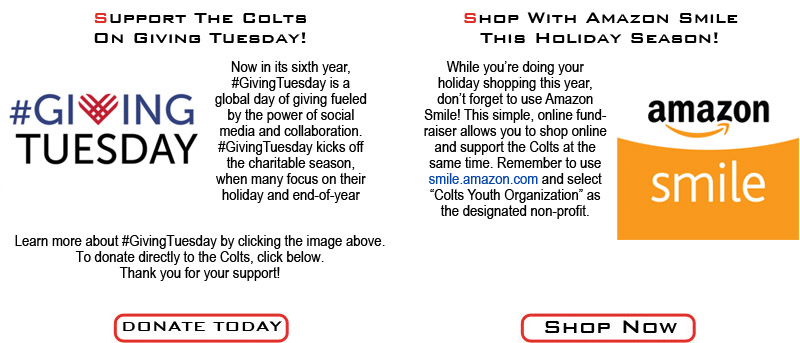 Support The Colts
On Giving Tuesday!
#GIVING
TUESDAY
Now in its sixth year,
#GivingTuesday is a
global day of giving fueled
by the power of social
media and collaboration.
#GivingTuesday kicks off
the charitable season,
when many focus on their
holiday and end-of-year
Learn more about #GivingTuesday by clicking the image above.
To donate directly to the Colts, click below.
Thank you for your support!
DONATE TODAY
Shop With Amazon Smile
This Holiday Season!
While you’re doing your
holiday shopping this year,
don’t forget to use Amazon
Smile! This simple, online fund-
raiser allows you to shop online
and support the Colts at the
same time. Remember to use
smile.amazon.com and select
“Colts Youth Organization” as
the designated non-profit.
amazon
smile
Shop Now